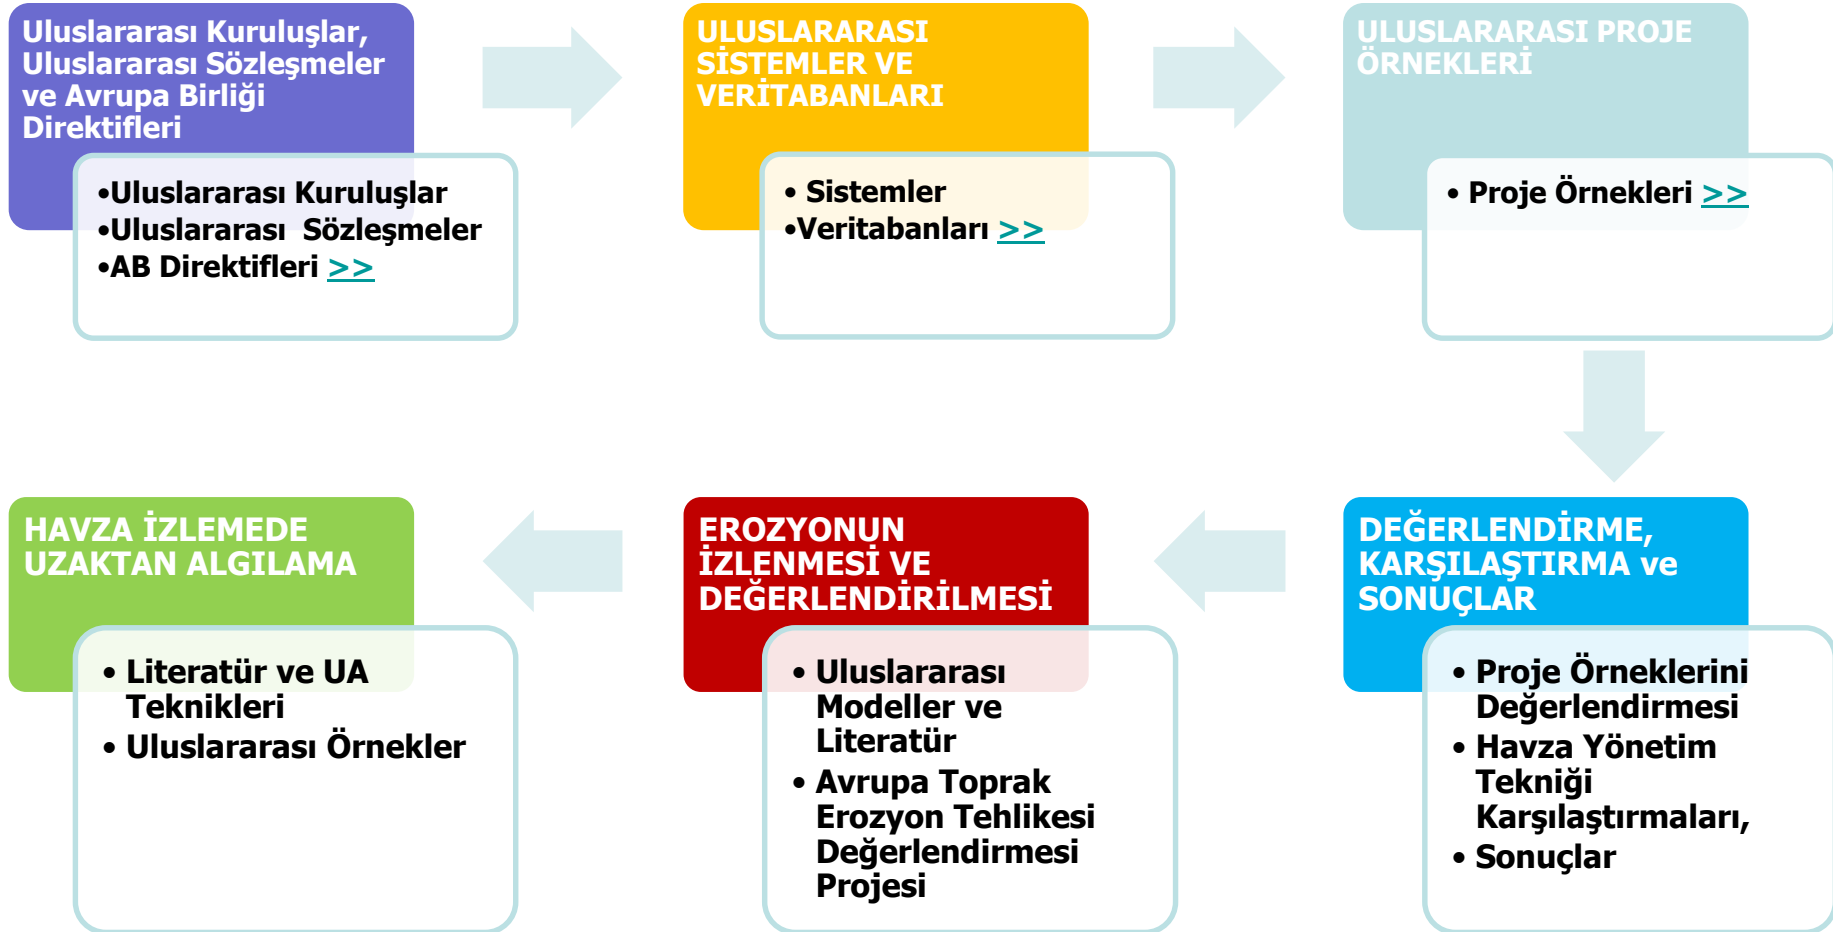 Uluslararası Kuruluşlar,
Uluslararası Sözleşmeler
ve Avrupa Birliği
Direktifleri
•Uluslararası Kuruluşlar
•Uluslararası Sözleşmeler
•AB Direktifleri >>
ULUSLARARASI
SİSTEMLER VE
VERİTABANLARI
• Sistemler
•Veritabanları >>
ULUSLARARASI PROJE
ÖRNEKLERİ
• Proje Örnekleri >>
DEĞERLENDİRME,
KARŞILAŞTIRMA ve
SONUÇLAR
• Proje Örneklerini
Değerlendirmesi
• Havza Yönetim
Tekniği
Karşılaştırmaları,
• Sonuçlar
EROZYONUN
İZLENMESİ VE
DEĞERLENDİRİLMESİ
• Uluslararası
Modeller ve
Literatür
• Avrupa Toprak
Erozyon Tehlikesi
Değerlendirmesi
Projesi
HAVZA İZLEMEDE
UZAKTAN ALGILAMA
• Literatür ve UA
Teknikleri
• Uluslararası Örnekler